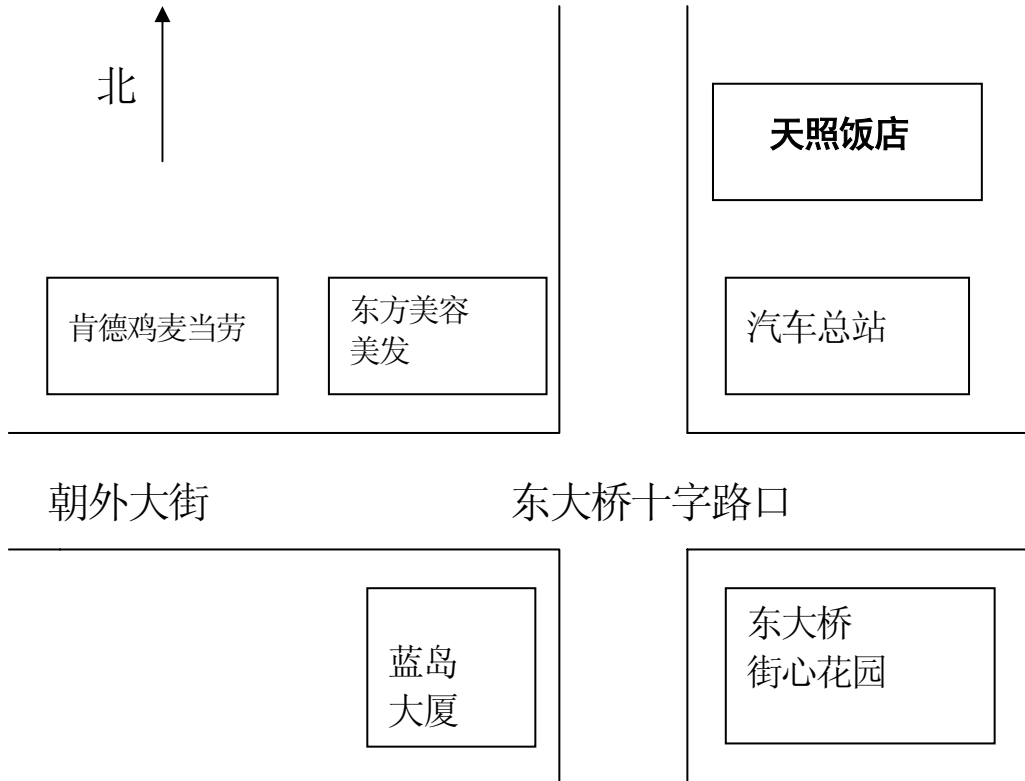 北
天照饭店
肯德鸡麦当劳
东方美容
美发
汽车总站
朝外大街
东大桥十字路口
蓝岛
大厦
东大桥
街心花园